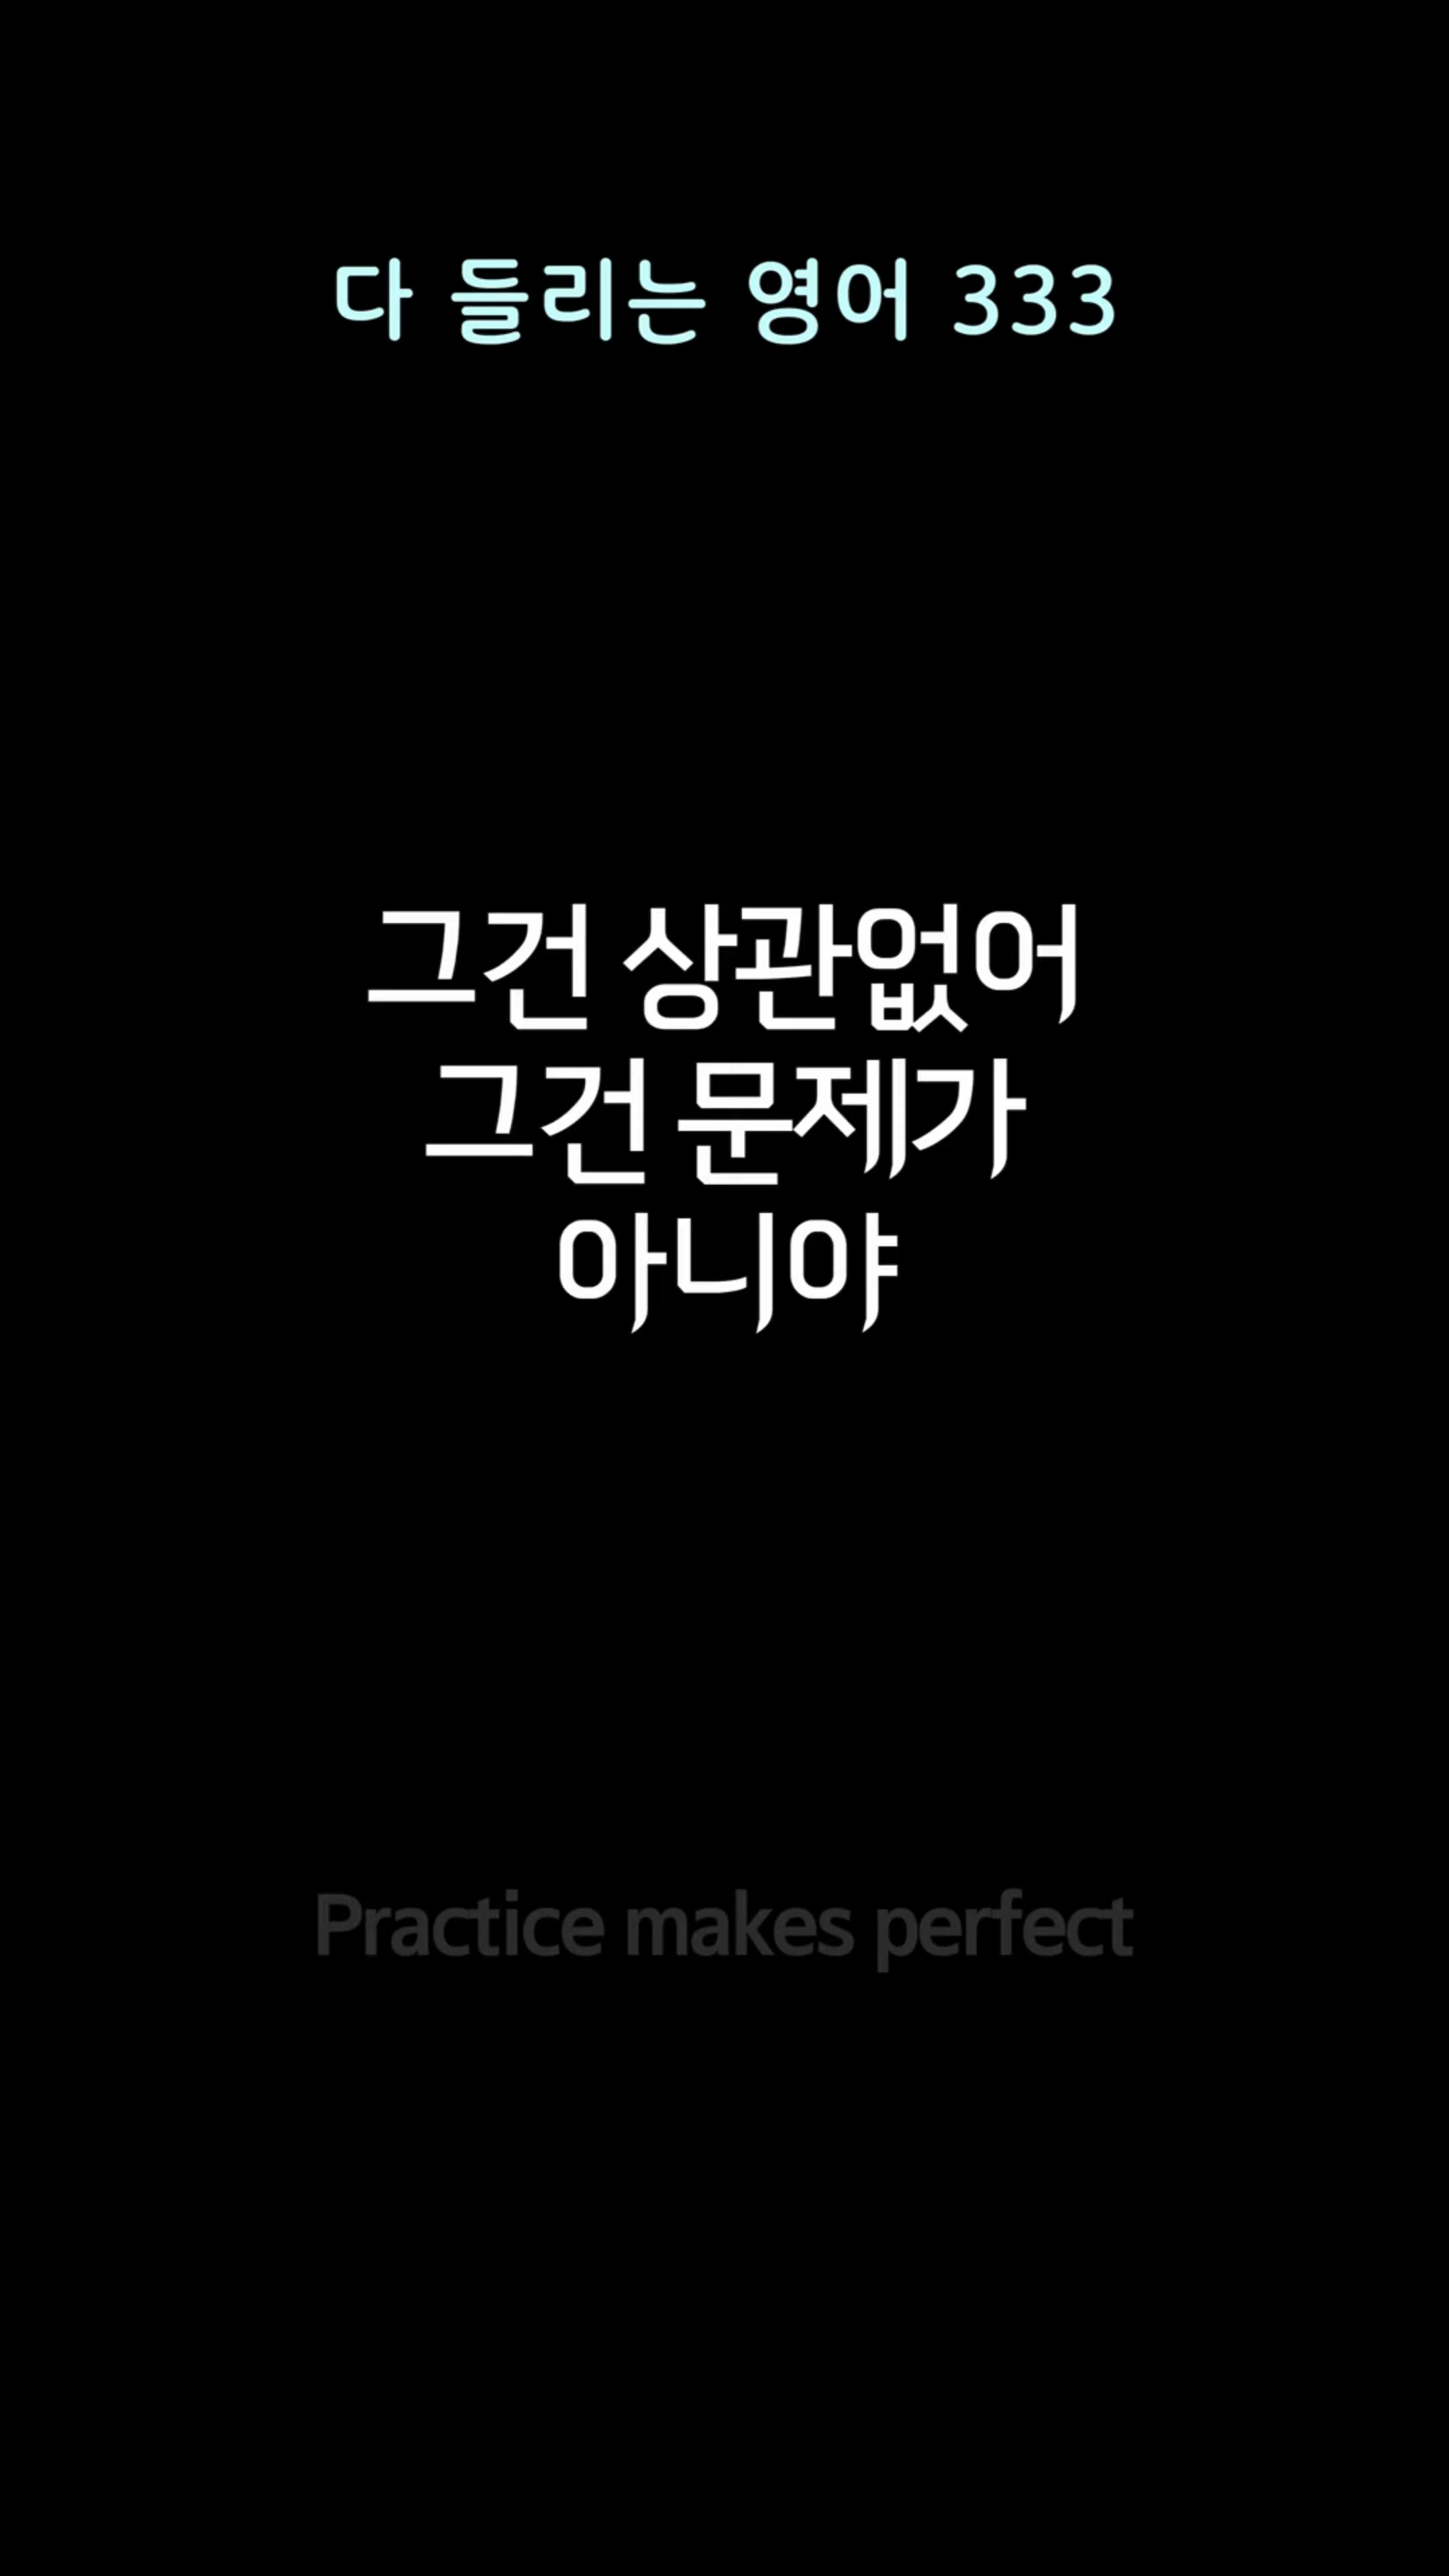 다 들리는 영어 333
그건 상관없어
그건 문제가
아니야
Practice makes perfect